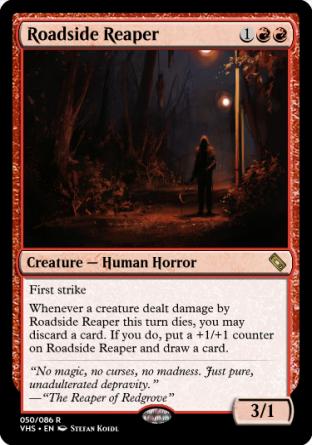 Roadside Reaper 1
Creature — Human Horror
First strike
Whenever a creature dealt damage by
Roadside Reaper this turn dies, you may
discard a card. If you do, put a +1/+1 counter
on Roadside Reaper and draw a card.
“No magic, no curses, no madness. Just pure,
unadulterated depravity.”
—“The Reaper of Redgrove”
3/1
050/086 R
VHS • EN Stefan Koidl